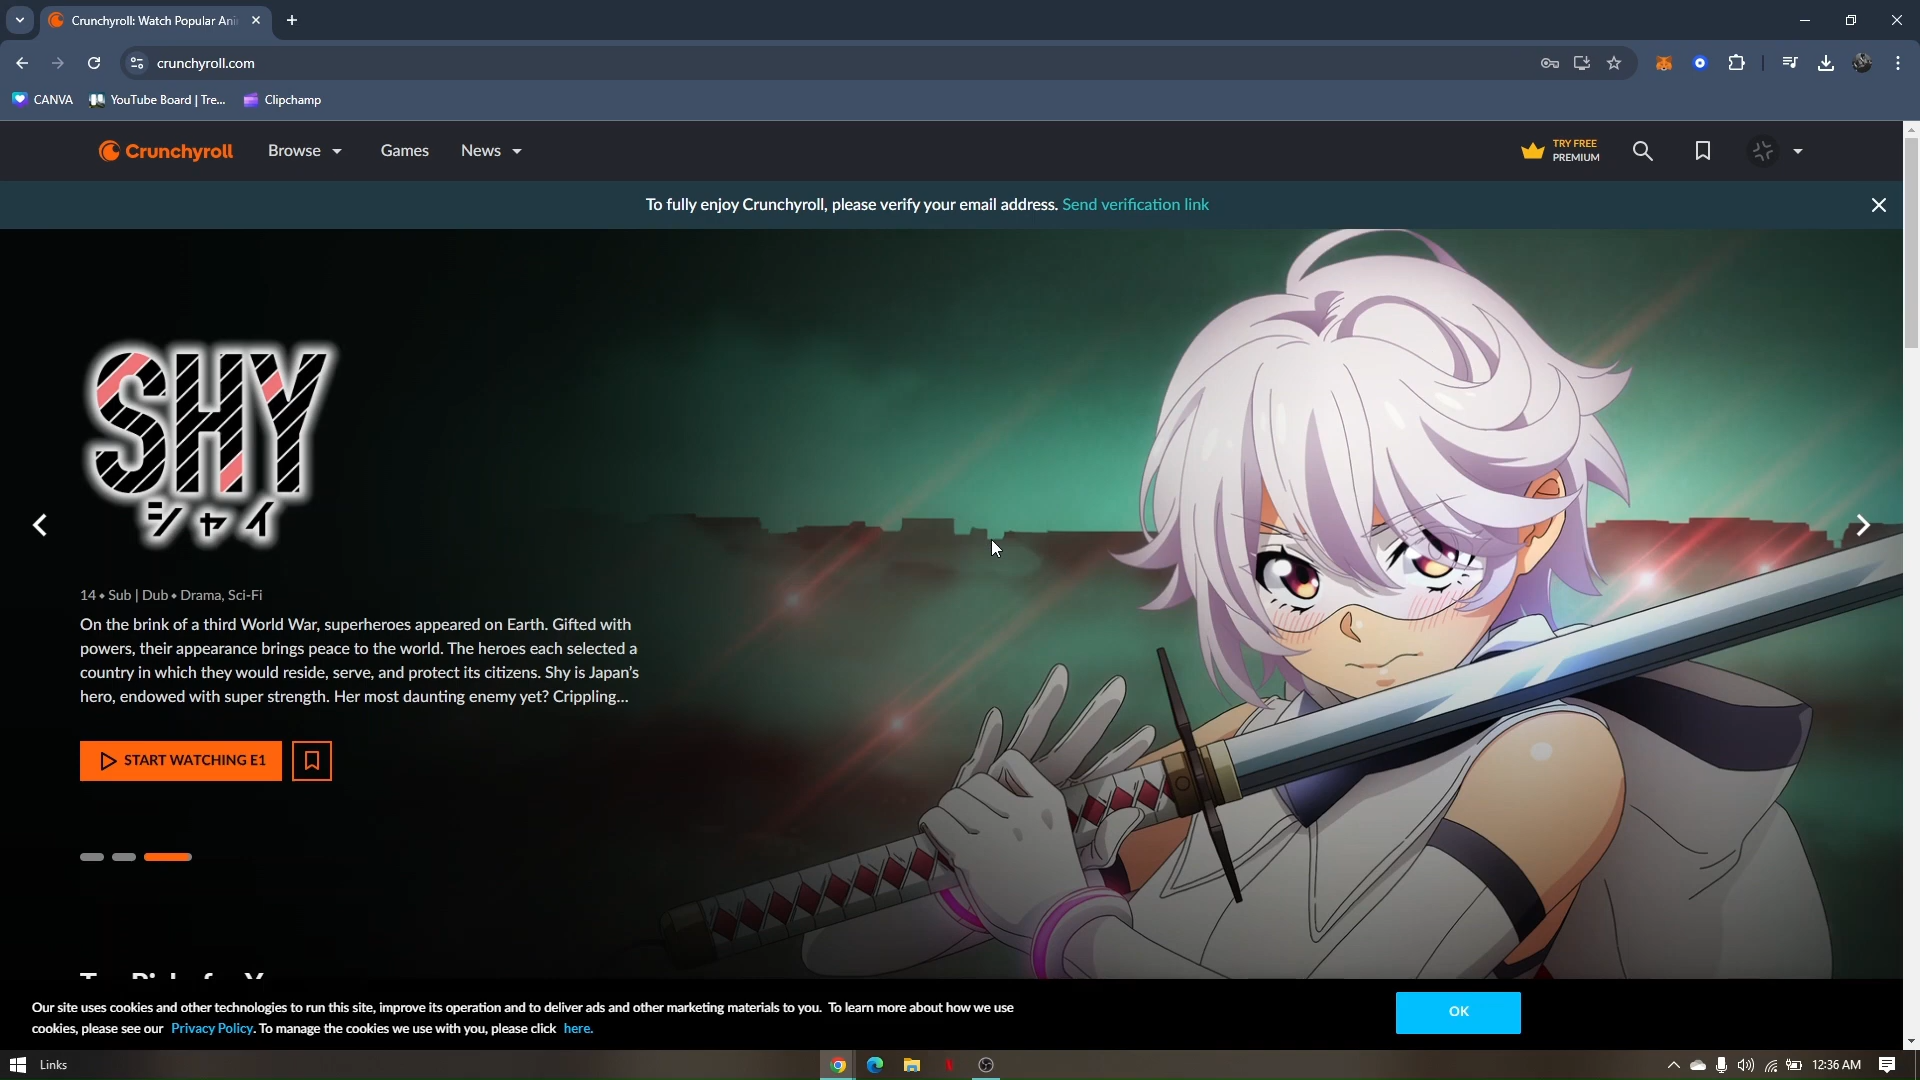 Crunchyroll: Watch Popular Ani
crunchyroll.com
CANVA
YouTube Board | Tre...
Clipchamp
Crunchyroll
Browse
Games
News
TRY FREE
PREMIUM
To fully enjoy Crunchyroll, please verify your email address. Send verification link
SHY
シャイ
14 ⬥ Sub | Dub ⬥ Drama, Sci-Fi
On the brink of a third World War, superheroes appeared on Earth. Gifted with
powers, their appearance brings peace to the world. The heroes each selected a
country in which they would reside, serve, and protect its citizens. Shy is Japan's
hero, endowed with super strength. Her most daunting enemy yet? Crippling...
START WATCHING E1
Our site uses cookies and other technologies to run this site, improve its operation and to deliver ads and other marketing materials to you. To learn more about how we use
cookies, please see our Privacy Policy. To manage the cookies we use with you, please click here.
OK
Links
12:36 AM